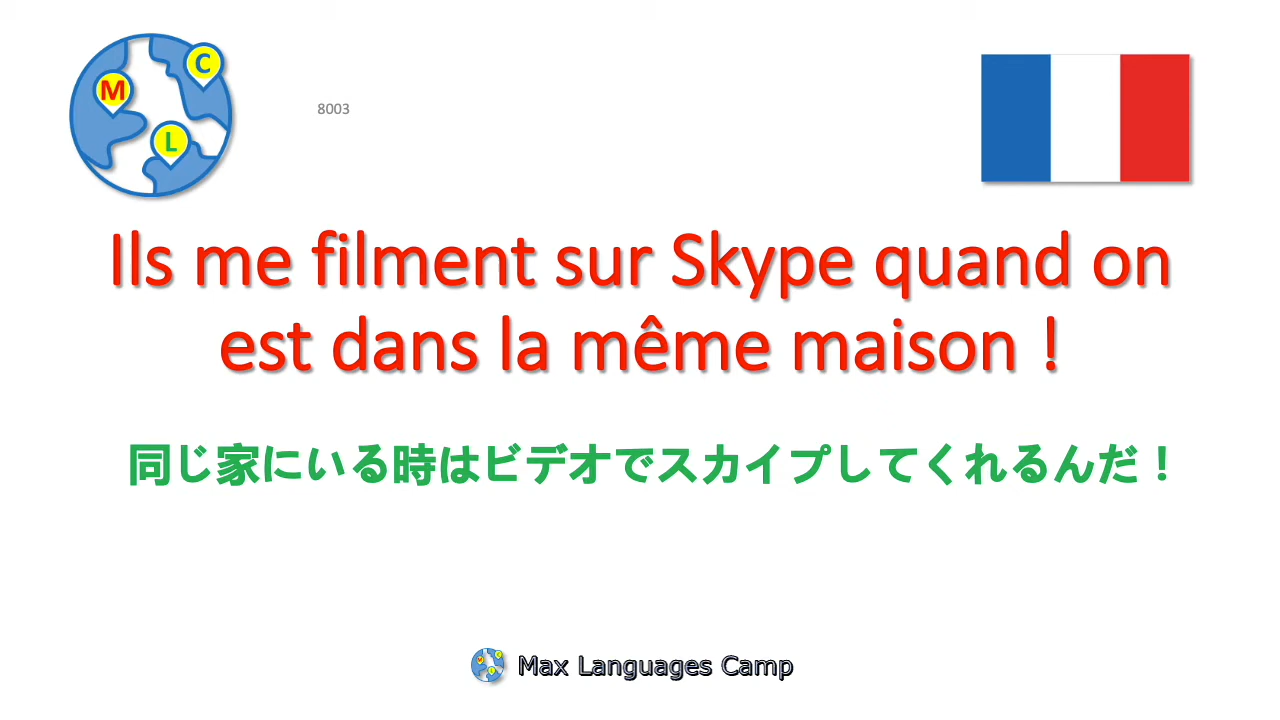 C
M
L
8003
Ils me filment sur Skype quand on
est dans la même maison !
同じ家にいる時はビデオでスカイプしてくれるんだ！
Max Languages Camp